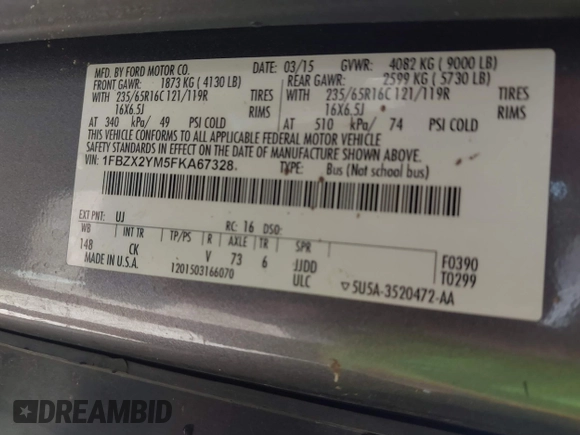 MFD. BY FORD MOTOR CO. DATE: 03/15 GVWR: 4082 KG ( 9000 LB)
FRONT GAWR: 1873 KG ( 4130 LB) REAR GAWR: 2599 KG ( 5730 LB)
WITH 235/65R16C 121/119R TIRES WITH 235/65R16C 121/119R TIRES
16X6.5J RIMS 16X6.5J RIMS
AT 340 kPa/ 49 PSI COLD AT 510 kPa/ 74 PSI COLD
THIS VEHICLE CONFORMS TO ALL APPLICABLE FEDERAL MOTOR VEHICLE
SAFETY STANDARDS IN EFFECT ON THE DATE OF MANUFACTURE SHOWN ABOVE.
VIN: 1FBZX2YM5FKA67328. TYPE: Bus (Not school bus)
EXT PNT: UJ RC: 16 DSO:
WB INT TR TP/PS R AXLE TR SPR
148 CK V 73 6 JJDD F0390
MADE IN U.S.A. 1201503166070 ULC T0299
▽5U5A-3520472-AA
DREAMBID